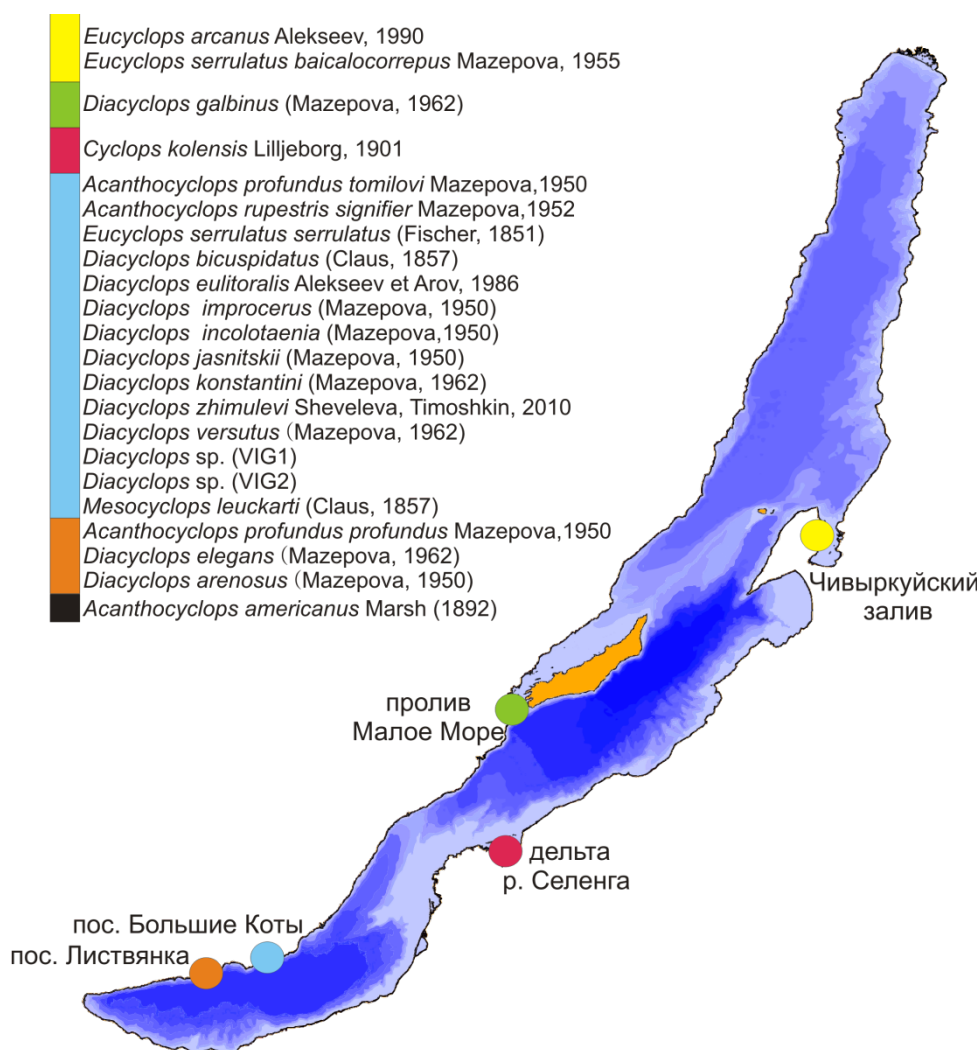 Eucyclops arcanus Alekseev, 1990
Eucyclops serrulatus baicalocorrepus Mazepova, 1955
Diacyclops galbinus (Mazepova, 1962)
Cyclops kolensis Lilljeborg, 1901
Acanthocyclops profundus tomilovi Mazepova,1950
Acanthocyclops rupestris signifier Mazepova,1952
Eucyclops serrulatus serrulatus (Fischer, 1851)
Diacyclops bicuspidatus (Claus, 1857)
Diacyclops eulitoralis Alekseev et Arov, 1986
Diacyclops improcerus (Mazepova, 1950)
Diacyclops incolotaenia (Mazepova,1950)
Diacyclops jasnitskii (Mazepova, 1950)
Diacyclops konstantini (Mazepova, 1962)
Diacyclops zhimulevi Sheveleva, Timoshkin, 2010
Diacyclops versutus (Mazepova, 1962)
Diacyclops sp. (VIG1)
Diacyclops sp. (VIG2)
Mesocyclops leuckarti (Claus, 1857)
Acanthocyclops profundus profundus Mazepova,1950
Diacyclops elegans (Mazepova, 1962)
Diacyclops arenosus (Mazepova, 1950)
Acanthocyclops americanus Marsh (1892)
Чивыркуйский
залив
пролив
Малое Море
дельта
р. Селенга
пос. Большие Коты
пос. Листвянка